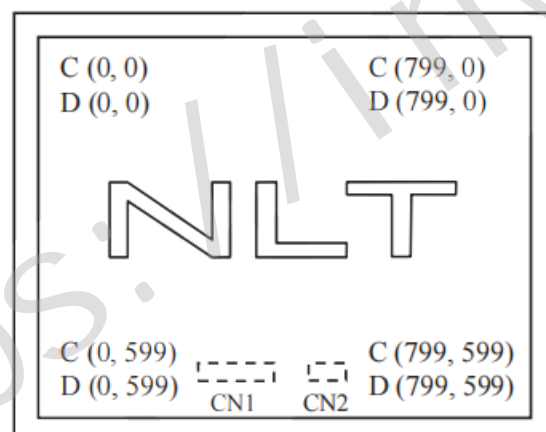 C (0, 0)
C (799, 0)
D (0, 0)
D (799, 0)
NLT
C (0, 599)
C (799, 599)
D (0, 599)
D (799, 599)
CN1
CN2